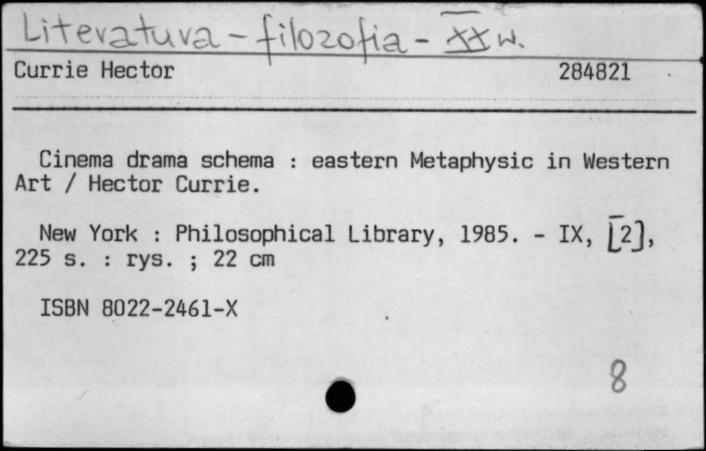 Literatura - filozofia - XX w.
Currie Hector 284821
Cinema drama schema : eastern Metaphysic in Western
Art / Hector Currie.
New York : Philosophical Library, 1985. - IX, [2],
225 s. : rys. ; 22 cm
ISBN 8022-2461-X
8